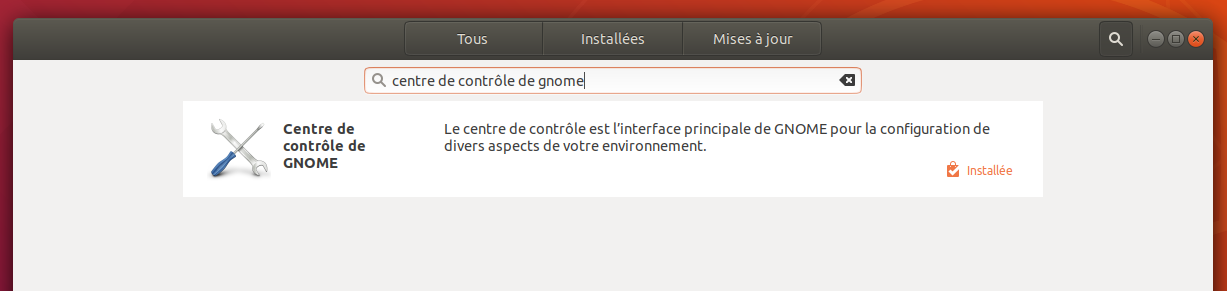 Tous
Installées
Mises à jour
centre de contrôle de gnome
Centre de
contrôle de
GNOME
Le centre de contrôle est l’interface principale de GNOME pour la configuration de
divers aspects de votre environnement.
Installée